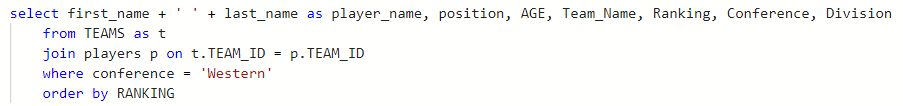 select first_name + ' ' + last_name as player_name, position, AGE, Team_Name, Ranking, Conference, Division
from TEAMS as t
join players p on t.TEAM_ID = p.TEAM_ID
where conference = 'Western'
order by RANKING